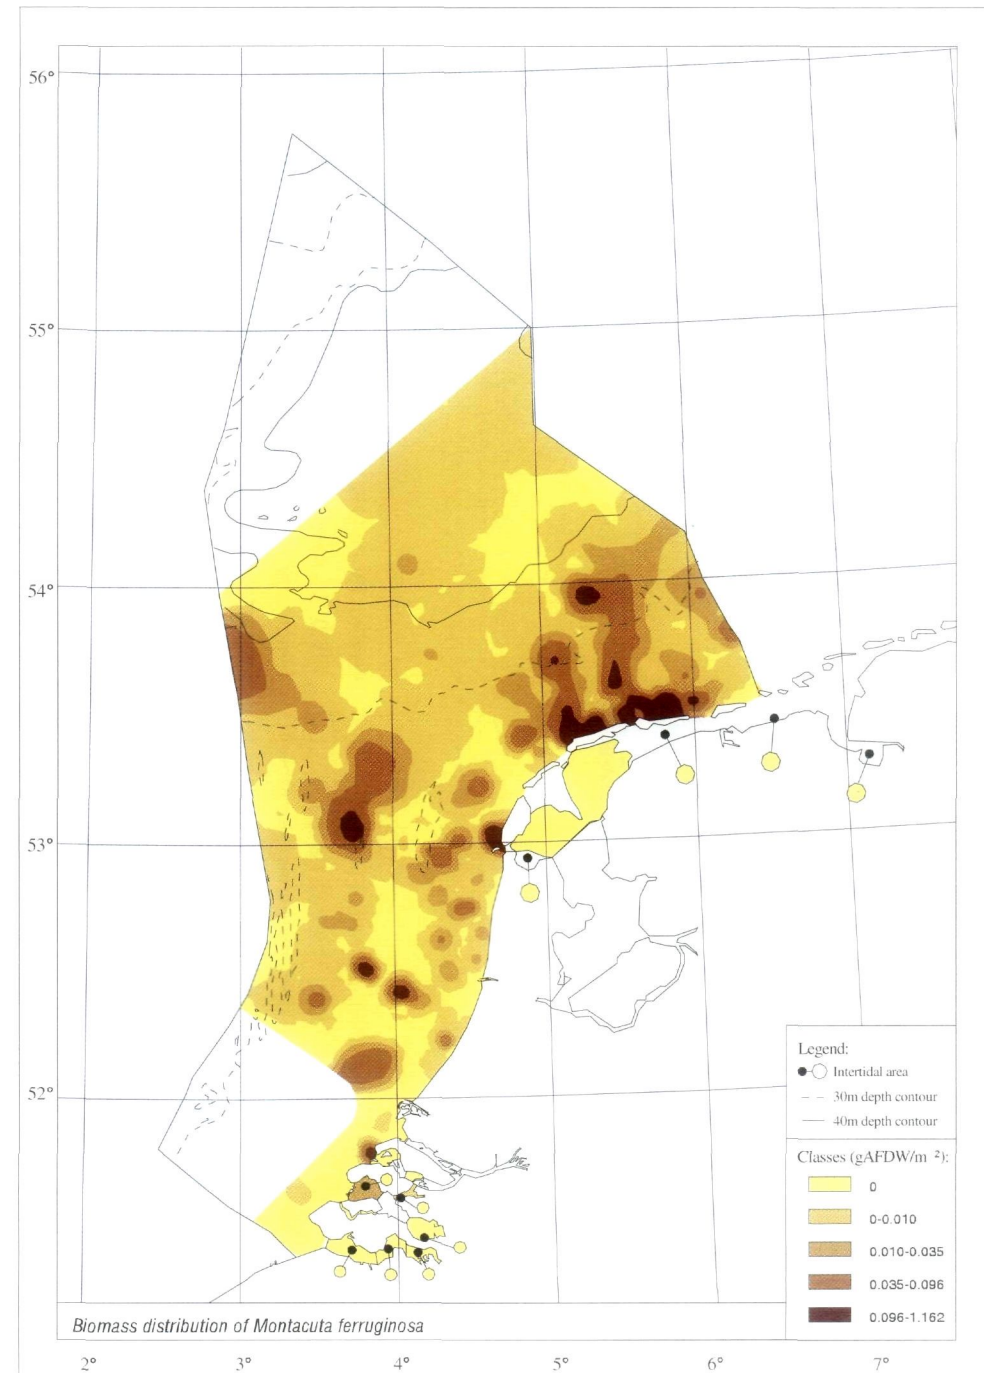 56°
55°
54°
53°
52°
Legend:
Intertidal area
30m depth contour
40m depth contour
Classes (gAFDW/m ²):
0
0-0.010
0.010-0.035
0.035-0.096
0.096-1.162
Biomass distribution of Montacuta ferruginosa
2° 3° 4° 5° 6° 7°